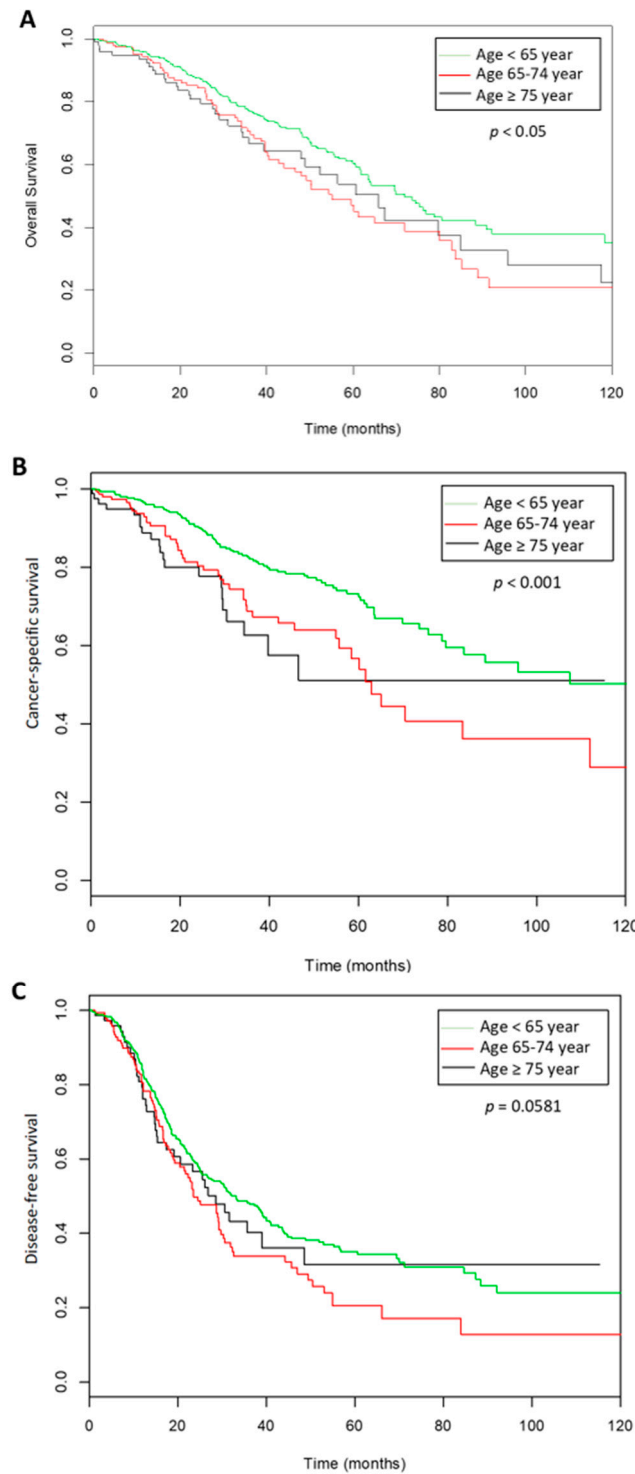 A
Overall Survival
1.0
0.8
0.6
0.4
0.2
0.0
Age < 65 year
Age 65-74 year
Age ≥ 75 year
p < 0.05
0 20 40 60 80 100 120
Time (months)
B
Cancer-specific survival
1.0
0.8
0.6
0.4
0.2
0.0
Age < 65 year
Age 65-74 year
Age ≥ 75 year
p < 0.001
0 20 40 60 80 100 120
Time (months)
C
Disease-free survival
1.0
0.8
0.6
0.4
0.2
0.0
Age < 65 year
Age 65-74 year
Age ≥ 75 year
p = 0.0581
0 20 40 60 80 100 120
Time (months)